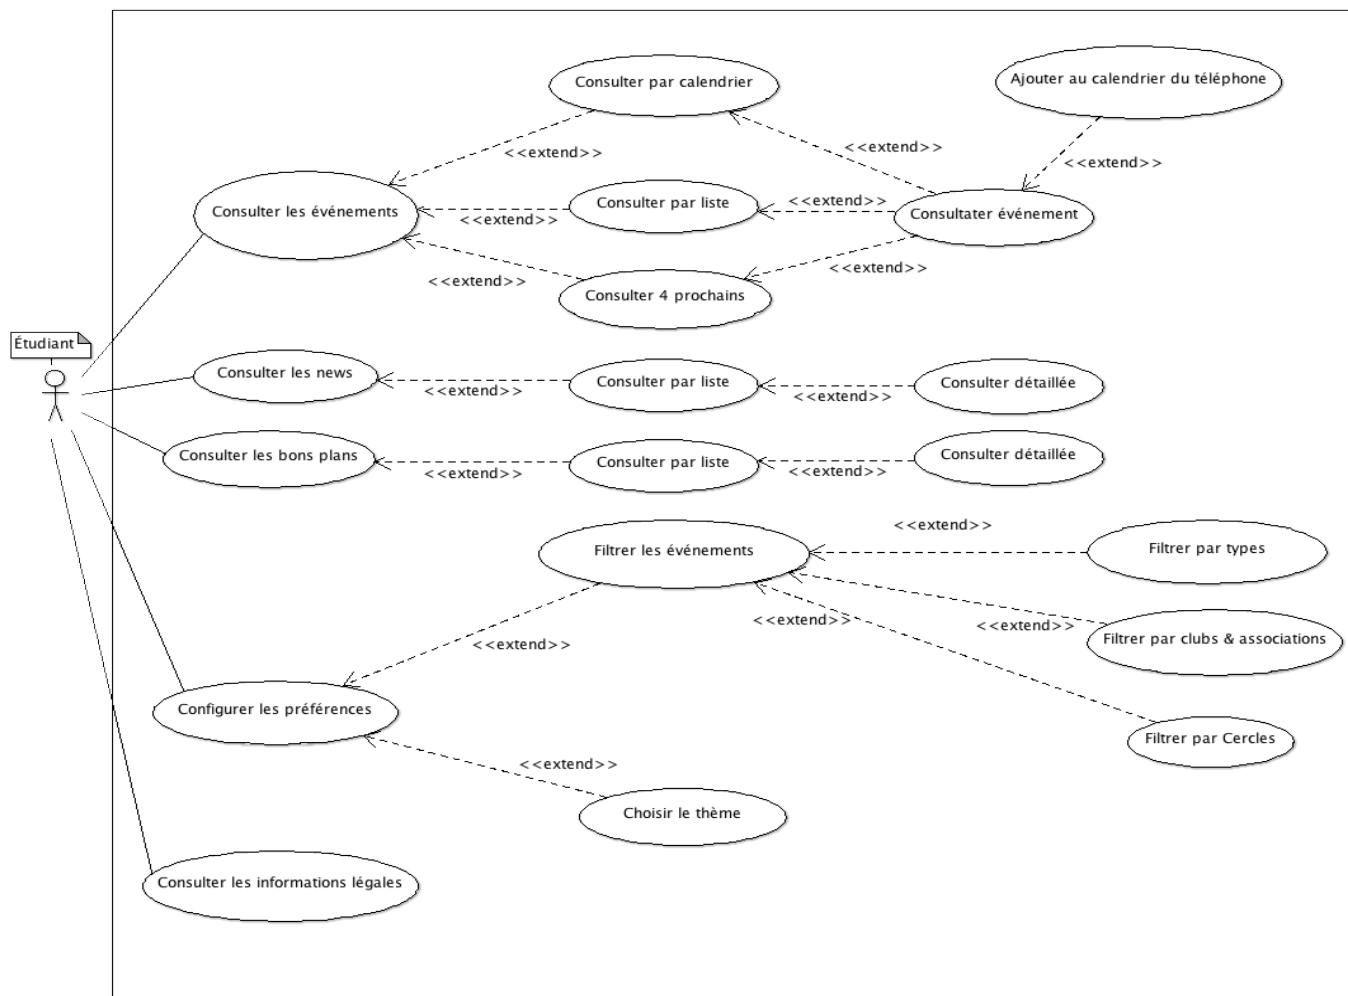 Consulter par calendrier
Ajouter au calendrier du téléphone
<<extend>>
<<extend>>
<<extend>>
Consulter les événements
Consulter par liste
<<extend>>
<<extend>>
Consultater événement
<<extend>>
<<extend>>
Consulter 4 prochains
Étudiant
Consulter les news
<<extend>>
Consulter par liste
<<extend>>
Consulter détaillée
Consulter les bons plans
<<extend>>
Consulter par liste
<<extend>>
Consulter détaillée
<<extend>>
Filtrer les événements
Filtrer par types
<<extend>>
<<extend>>
Filtrer par clubs & associations
<<extend>>
Configurer les préférences
Filtrer par Cercles
<<extend>>
Choisir le thème
Consulter les informations légales